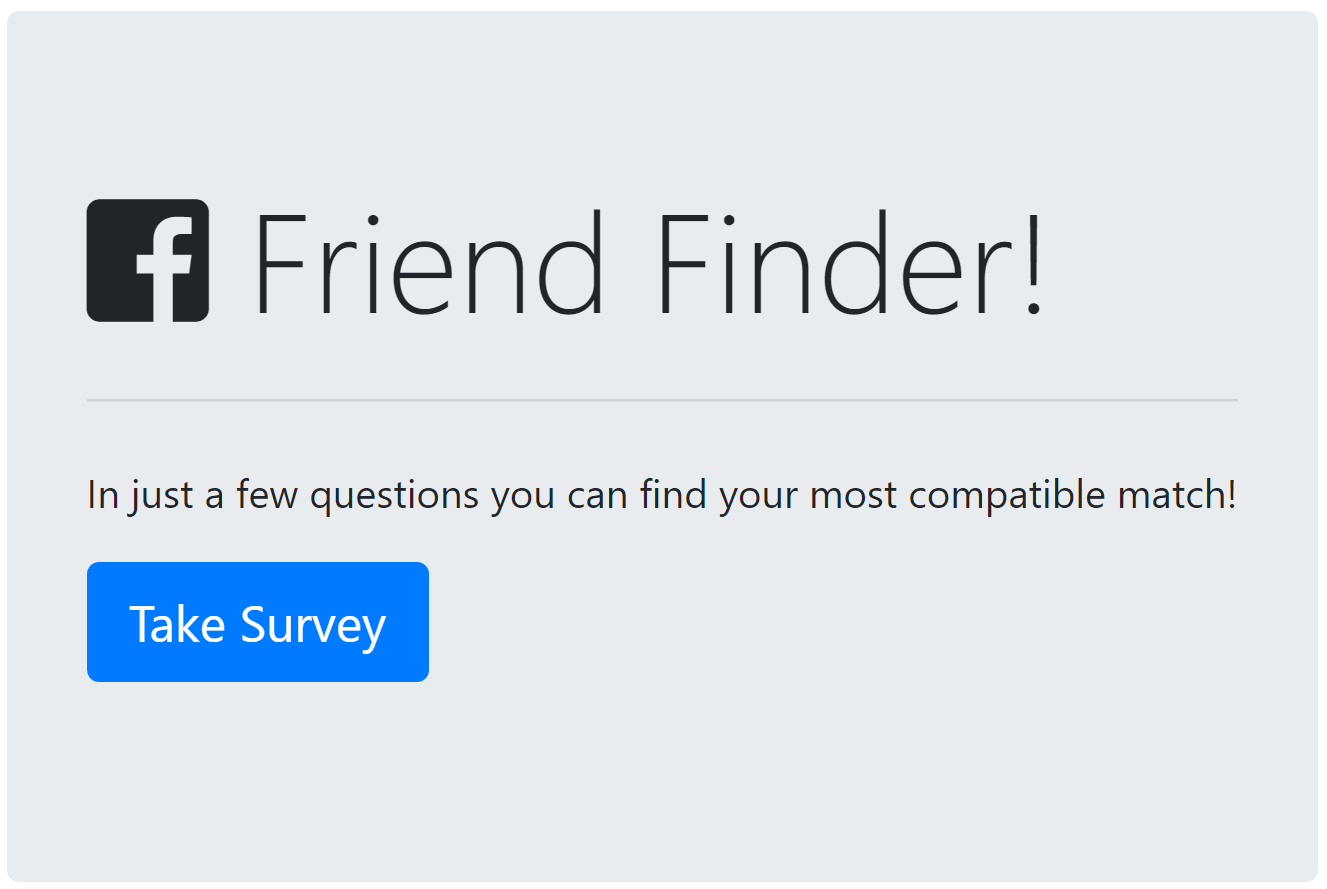 Friend Finder!
In just a few questions you can find your most compatible match!
Take Survey